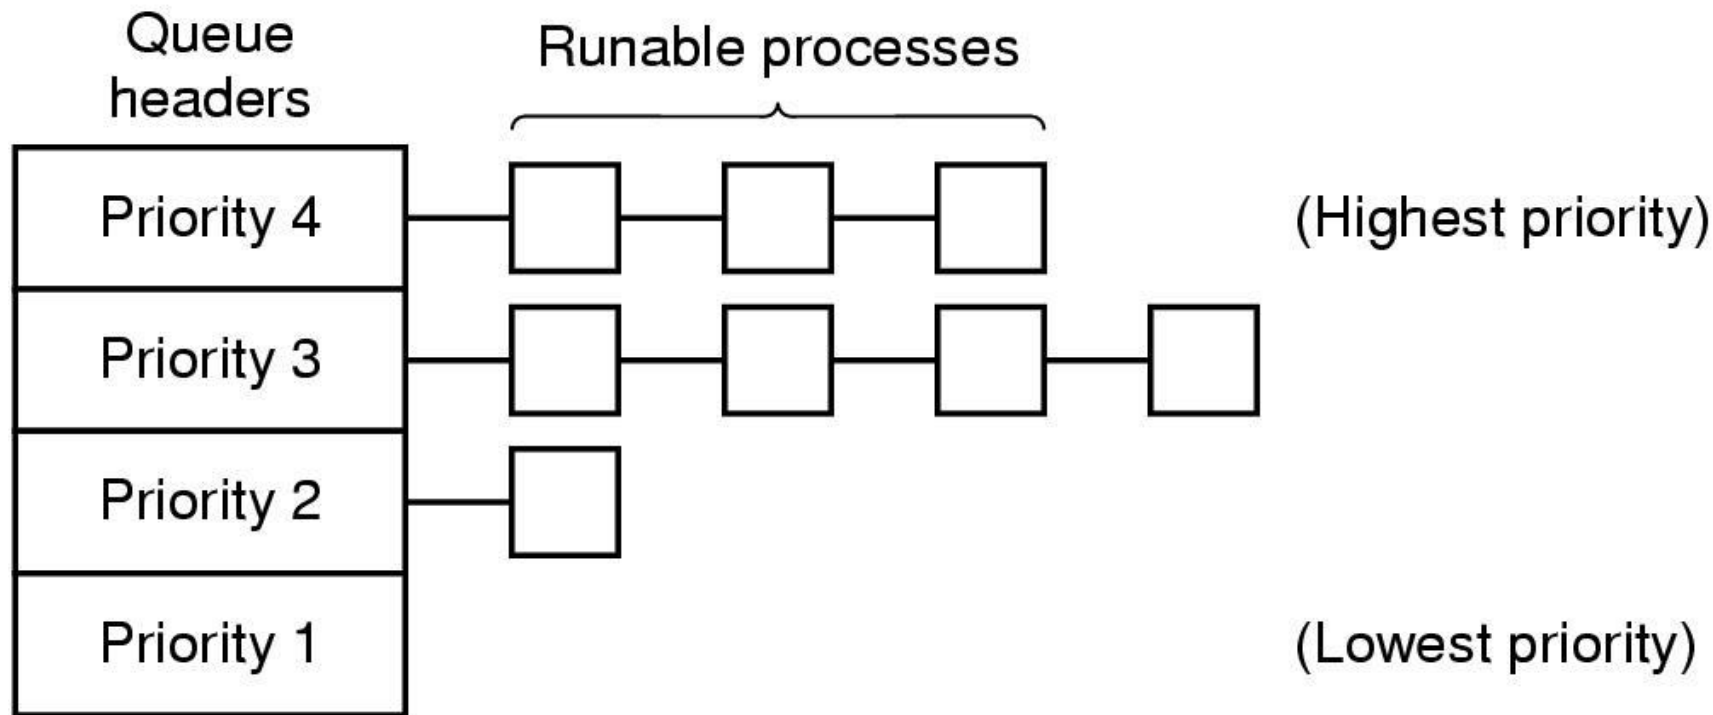 Queue
headers
Runable processes
Priority 4
(Highest priority)
Priority 3
Priority 2
Priority 1
(Lowest priority)